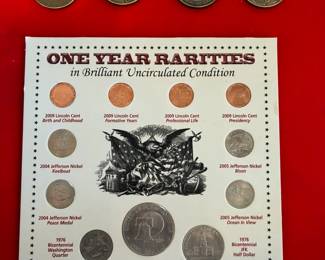 ONE YEAR RARITIES
in Brilliant Uncirculated Condition
2009 Lincoln Cent
Birth and Childhood
2009 Lincoln Cent
Formative Years
2009 Lincoln Cent
Professional Life
2009 Lincoln Cent
Presidency
2004 Jefferson Nickel
Keelboat
2005 Jefferson Nickel
Bison
2004 Jefferson Nickel
Peace Medal
2005 Jefferson Nickel
Ocean in View
1976
Bicentennial
Washington
Quarter
1976
Bicentennial
JFK
Half Dollar